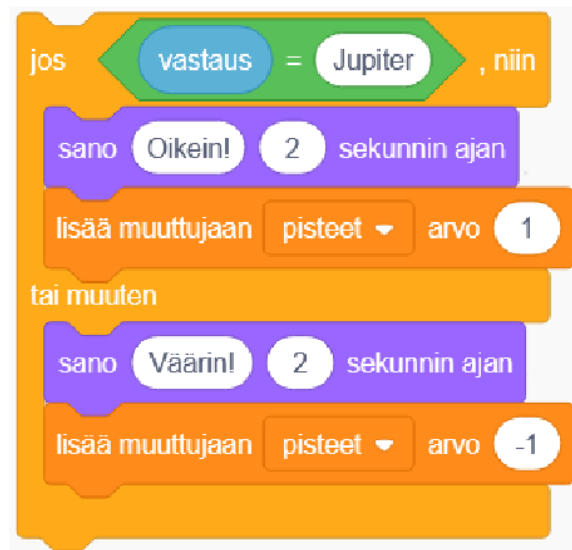 jos vastaus = Jupiter , niin
sano Oikein! 2 sekunnin ajan
lisää muuttujaan pisteet arvo 1
tai muuten
sano Väärin! 2 sekunnin ajan
lisää muuttujaan pisteet arvo -1